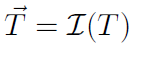 $\vec{T} = \mathcal{I}(T)$